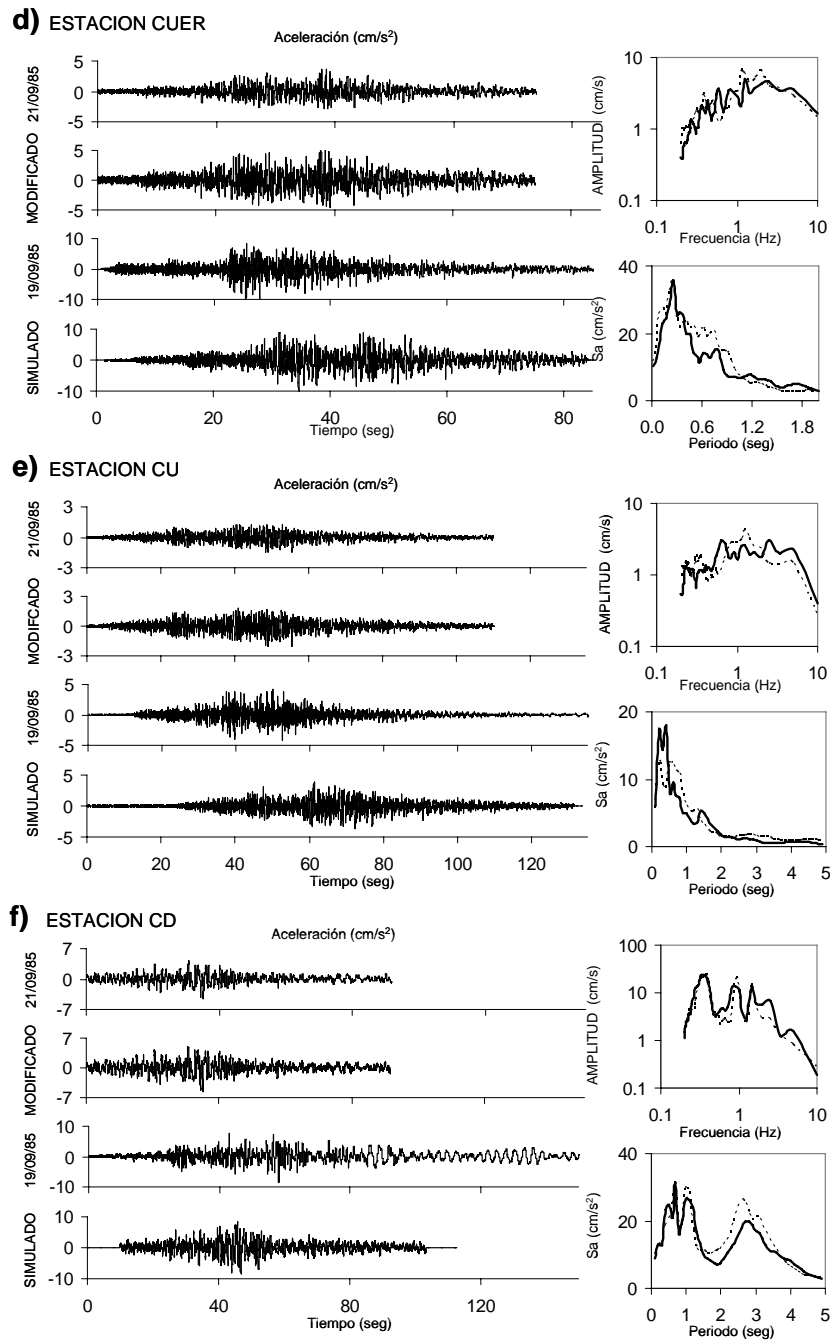 d) ESTACION CUER
Aceleración (cm/s²)
21/09/85
5
0
-5
MODIFICADO
5
0
-5
19/09/85
10
0
-10
SIMULADO
10
0
-10
0 20 40 60 80
Tiempo (seg)
AMPLITUD (cm/s)
10
1
0.1
0.1 1 10
Frecuencia (Hz)
Sa (cm/s²)
40
20
0
0.0 0.6 1.2 1.8
Periodo (seg)
e) ESTACION CU
Aceleración (cm/s²)
21/09/85
3
0
-3
MODIFCADO
3
0
-3
19/09/85
5
0
-5
SIMULADO
5
0
-5
0 20 40 60 80 100 120
Tiempo (seg)
AMPLITUD (cm/s)
10
1
0.1
0.1 1 10
Frecuencia (Hz)
Sa (cm/s²)
20
10
0
0 1 2 3 4 5
Periodo (seg)
f) ESTACION CD
Aceleración (cm/s²)
21/09/85
7
0
-7
MODIFICADO
7
0
-7
19/09/85
10
0
-10
SIMULADO
10
0
-10
0 40 80 120
Tiempo (seg)
AMPLITUD (cm/s)
100
10
1
0.1
0.1 1 10
Frecuencia (Hz)
Sa (cm/s²)
40
20
0
0 1 2 3 4 5
Periodo (seg)